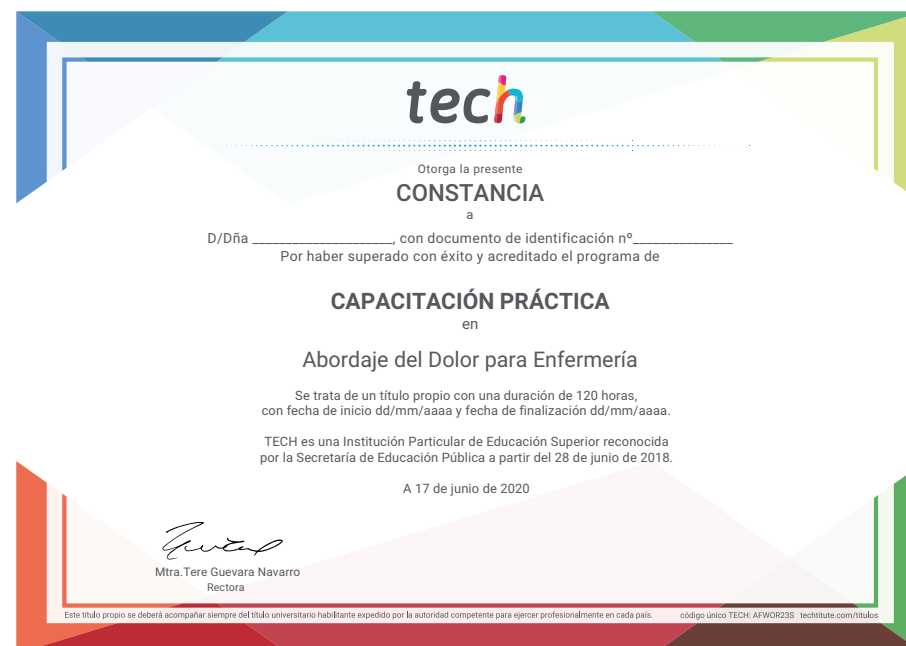 tech
Otorga la presente
CONSTANCIA
a
D/Dña ______________________, con documento de identificación nº_______________
Por haber superado con éxito y acreditado el programa de
CAPACITACIÓN PRÁCTICA
en
Abordaje del Dolor para Enfermería
Se trata de un título propio con una duración de 120 horas,
con fecha de inicio dd/mm/aaaa y fecha de finalización dd/mm/aaaa.
TECH es una Institución Particular de Educación Superior reconocida
por la Secretaría de Educación Pública a partir del 28 de junio de 2018.
A 17 de junio de 2020
Mtra.Tere Guevara Navarro
Rectora
Este título propio se deberá acompañar siempre del título universitario habilitante expedido por la autoridad competente para ejercer profesionalmente en cada país. código único TECH: AFWOR23S techtitute.com/titulos